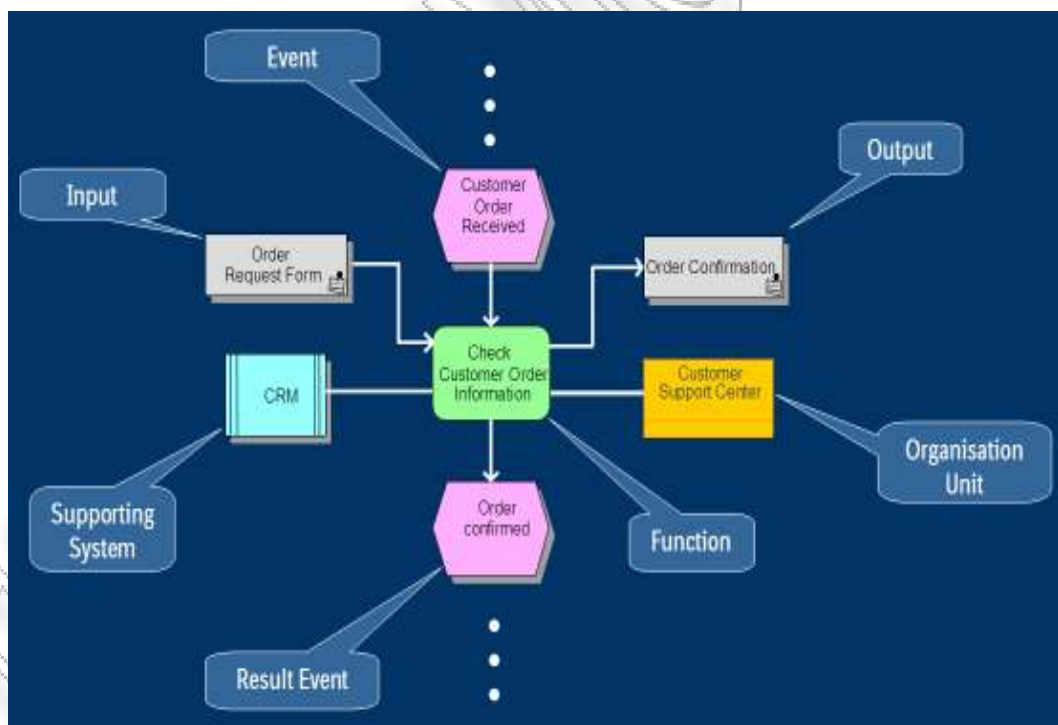 Event
Output
Input
Customer
Order
Received
Order
Request Form
Order Confirmation
Check
Customer Order
Information
CRM
Customer
Support Center
Organisation
Unit
Supporting
System
Order
confirmed
Function
Result Event